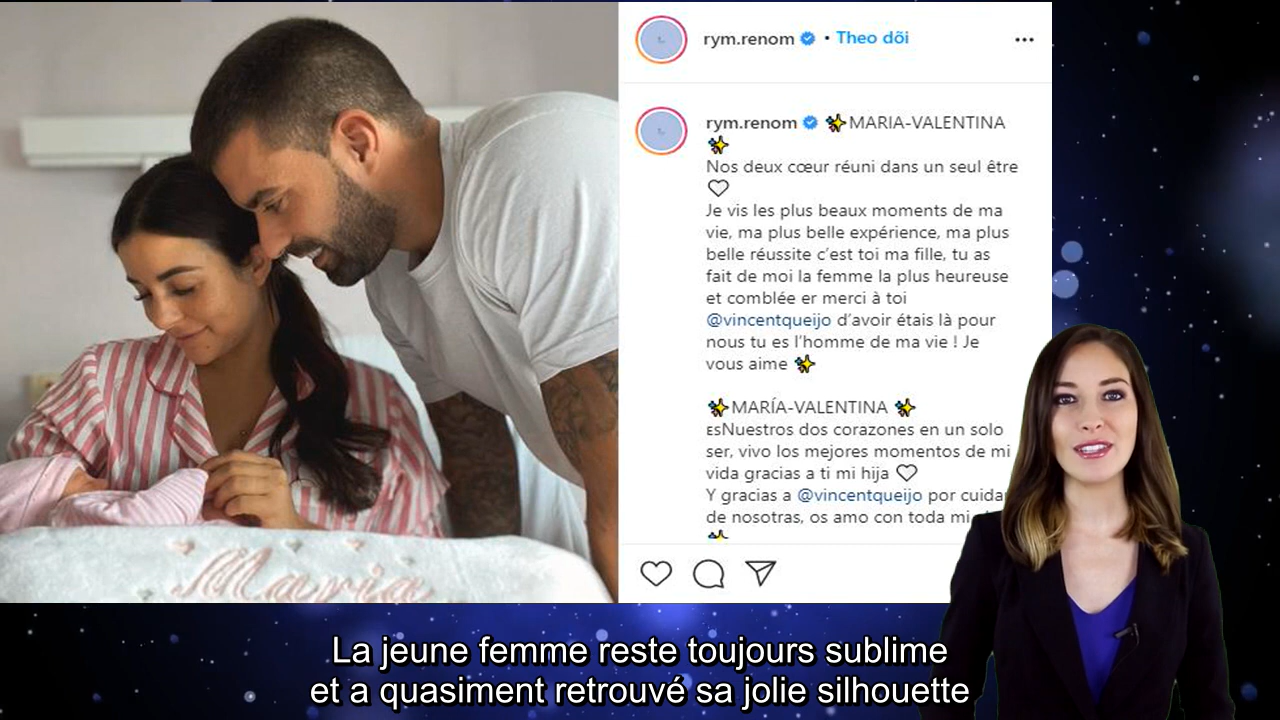 rym.renom • Theo dõi
rym.renom ✨MARIA-VALENTINA
✨
Nos deux cœur réuni dans un seul être
♡
Je vis les plus beaux moments de ma
vie, ma plus belle expérience, ma plus
belle réussite c’est toi ma fille, tu as
fait de moi la femme la plus heureuse
et comblée er merci à toi
@vincentqueijo d’avoir étais là pour
nous tu es l’homme de ma vie ! Je
vous aime ✨
✨MARÍA-VALENTINA ✨
ᴇsNuestros dos corazones en un solo
ser, vivo los mejores momentos de mi
vida gracias a ti mi hija ♡
Y gracias a @vincentqueijo por cuidar
de nosotras, os amo con toda mi
Maria
La jeune femme reste toujours sublime
et a quasiment retrouvé sa jolie silhouette